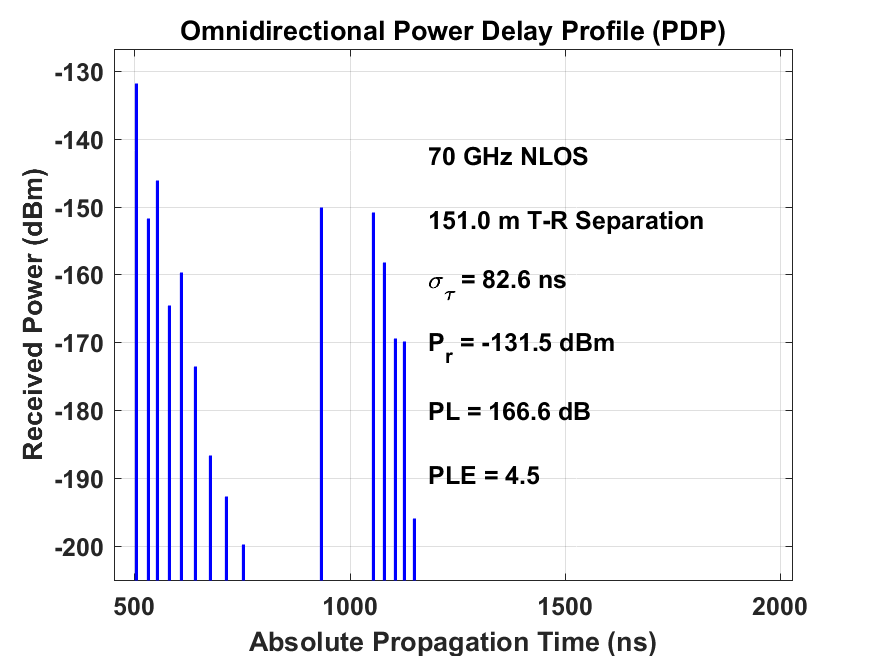 Omnidirectional Power Delay Profile (PDP)
Received Power (dBm)
-130
-140
-150
-160
-170
-180
-190
-200
70 GHz NLOS
151.0 m T-R Separation
σ_τ = 82.6 ns
P_r = -131.5 dBm
PL = 166.6 dB
PLE = 4.5
500 1000 1500 2000
Absolute Propagation Time (ns)